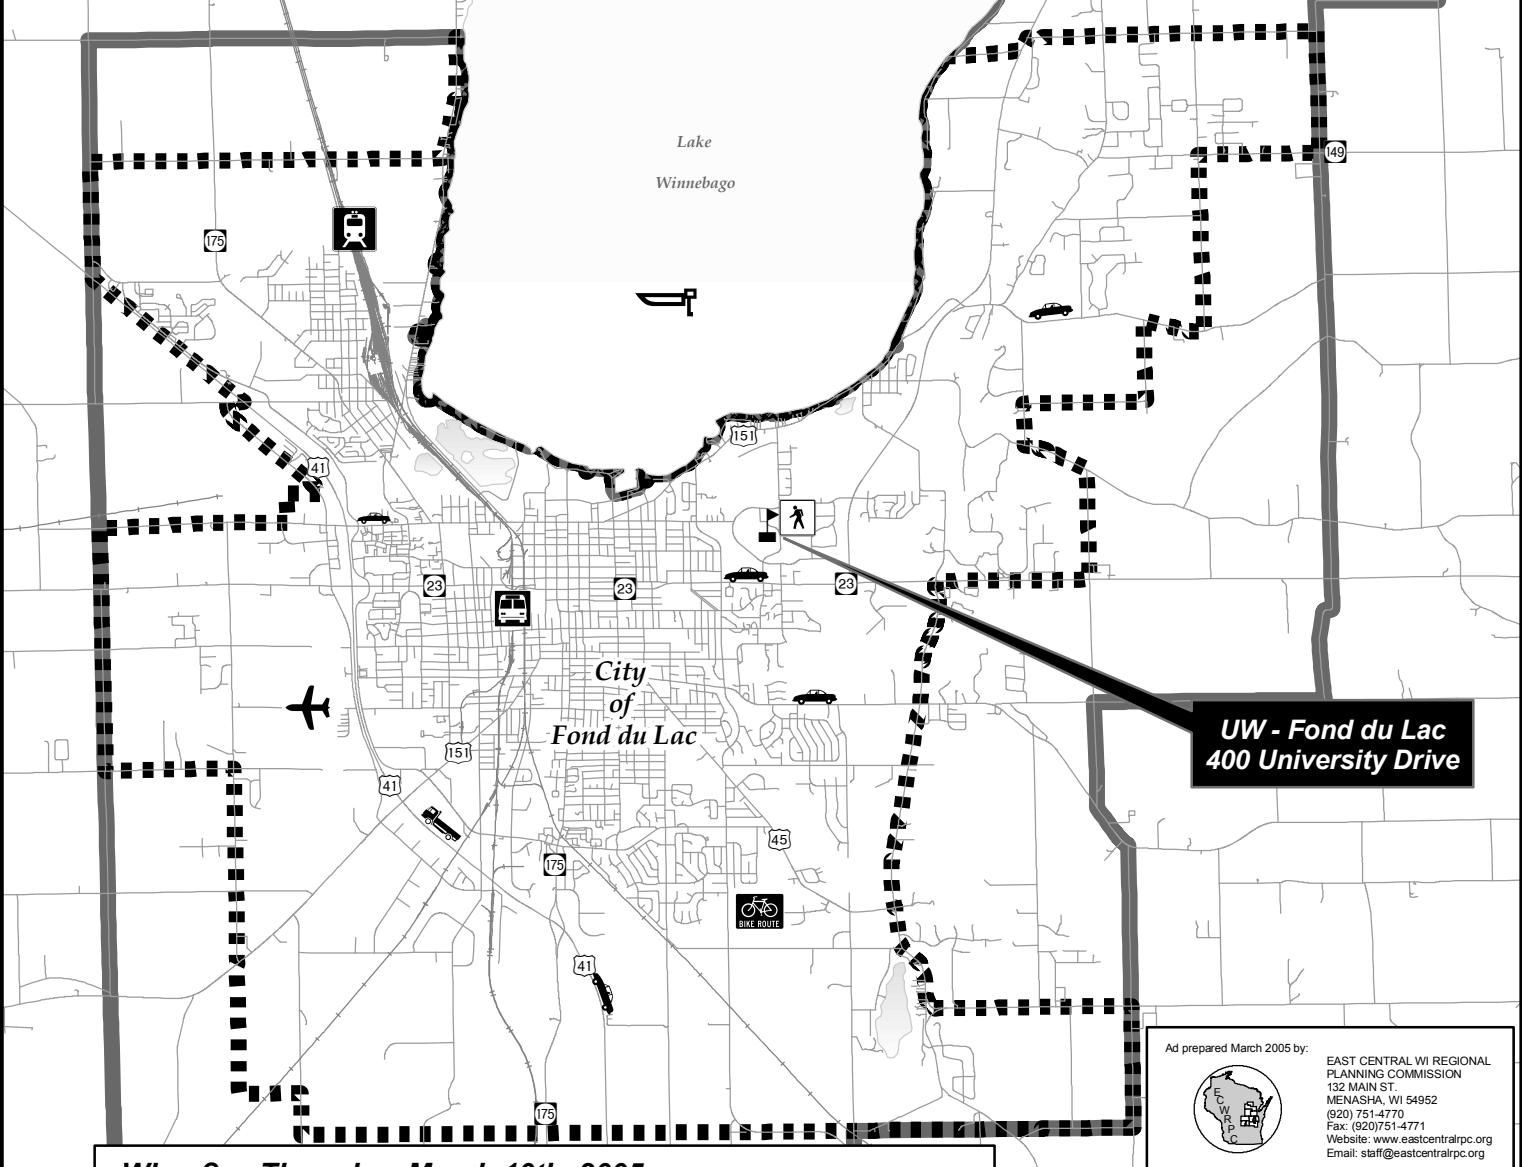 Lake
Winnebago
149
175
151
41
23
23
23
City
of
Fond du Lac
UW - Fond du Lac
400 University Drive
151
41
45
175
BIKE ROUTE
41
175
Ad prepared March 2005 by:
EAST CENTRAL WI REGIONAL
PLANNING COMMISSION
132 MAIN ST.
MENASHA, WI 54952
(920) 751-4770
Fax: (920)751-4771
Website: www.eastcentralrpc.org
Email: staff@eastcentralrpc.org
ECWRPC